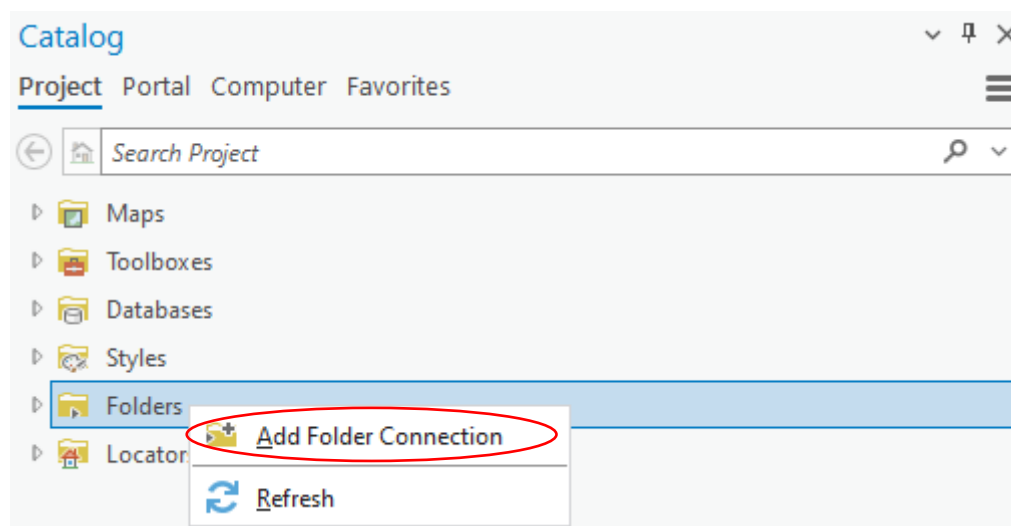 Catalog
Project Portal Computer Favorites
Search Project
Maps
Toolboxes
Databases
Styles
Folders
Add Folder Connection
Locator
Refresh